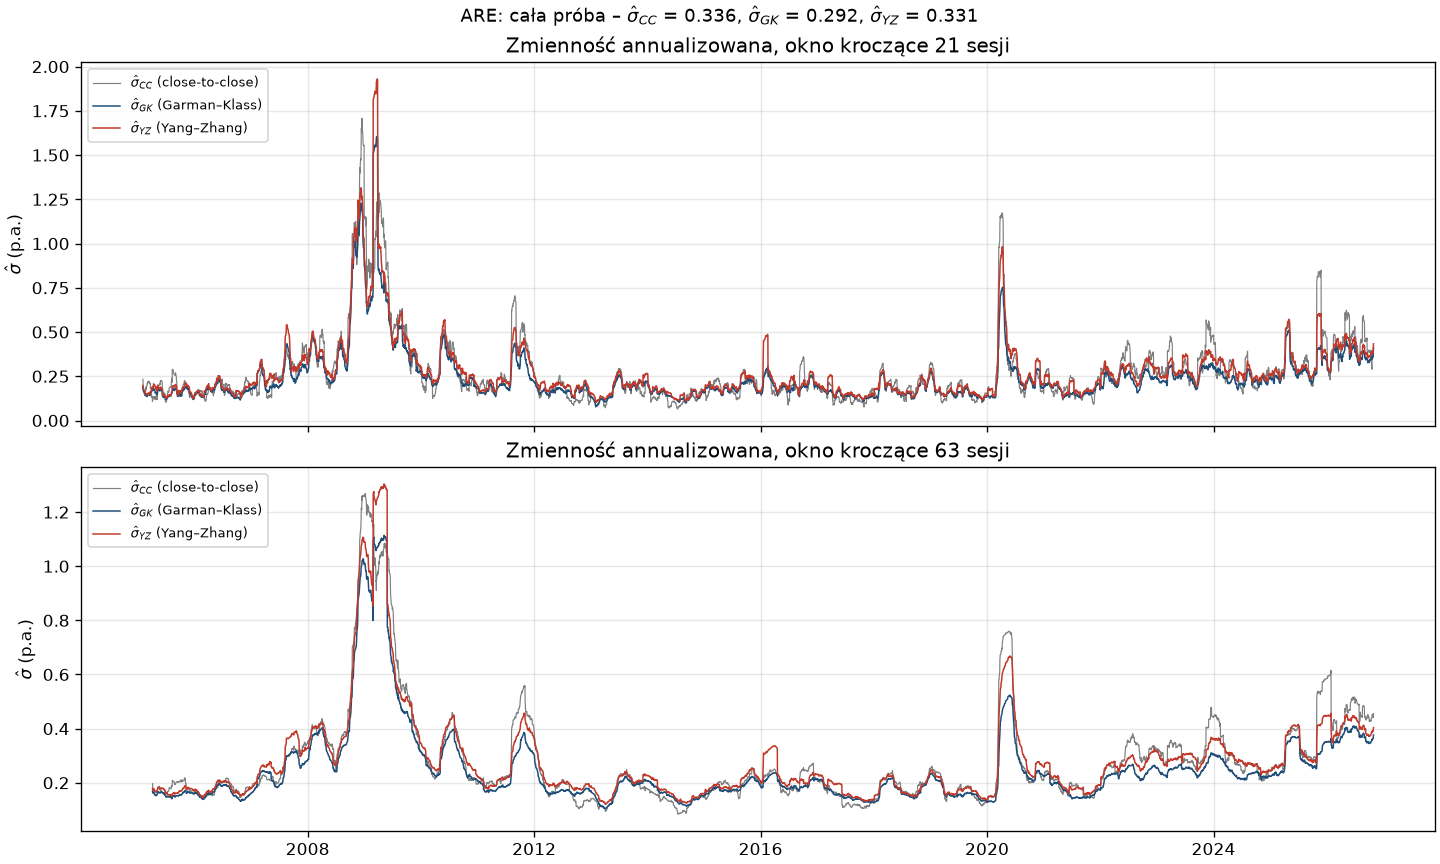 ARE: cała próba – σ̂CC = 0.336, σ̂GK = 0.292, σ̂YZ = 0.331
Zmienność annualizowana, okno kroczące 21 sesji
σ̂CC (close-to-close)
σ̂GK (Garman–Klass)
σ̂YZ (Yang–Zhang)
σ̂ (p.a.)
2.00
1.75
1.50
1.25
1.00
0.75
0.50
0.25
0.00
Zmienność annualizowana, okno kroczące 63 sesji
σ̂CC (close-to-close)
σ̂GK (Garman–Klass)
σ̂YZ (Yang–Zhang)
σ̂ (p.a.)
1.2
1.0
0.8
0.6
0.4
0.2
2008 2012 2016 2020 2024